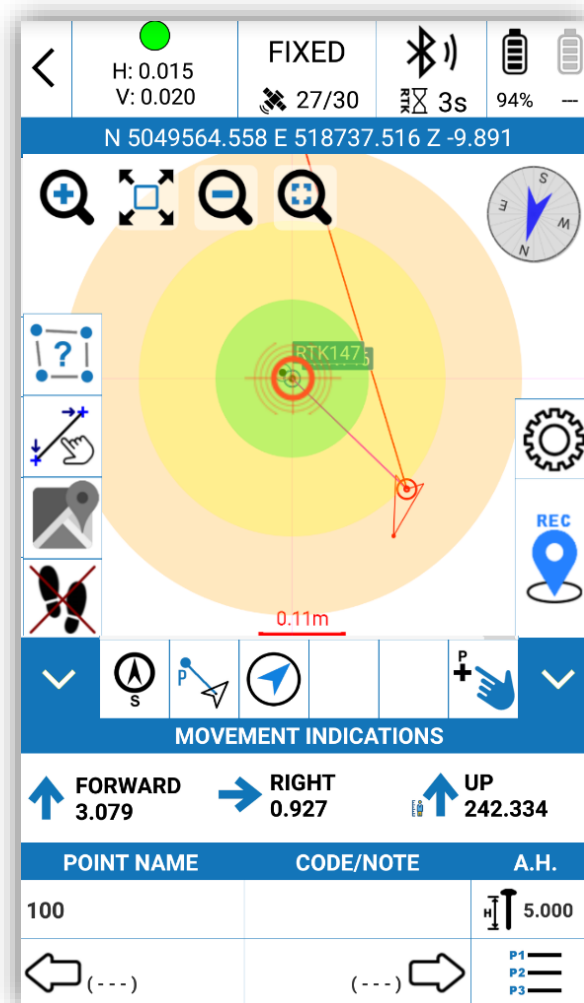 FIXED
H: 0.015
V: 0.020
27/30
RTK
3s
94%
---
N 5049564.558 E 518737.516 Z -9.891
S
E
W
N
RTK147
?
REC
0.11m
S
P
P
MOVEMENT INDICATIONS
FORWARD
3.079
RIGHT
0.927
UP
242.334
POINT NAME
CODE/NOTE
A.H.
100
H
5.000
(---)
(---)
P1
P2
P3